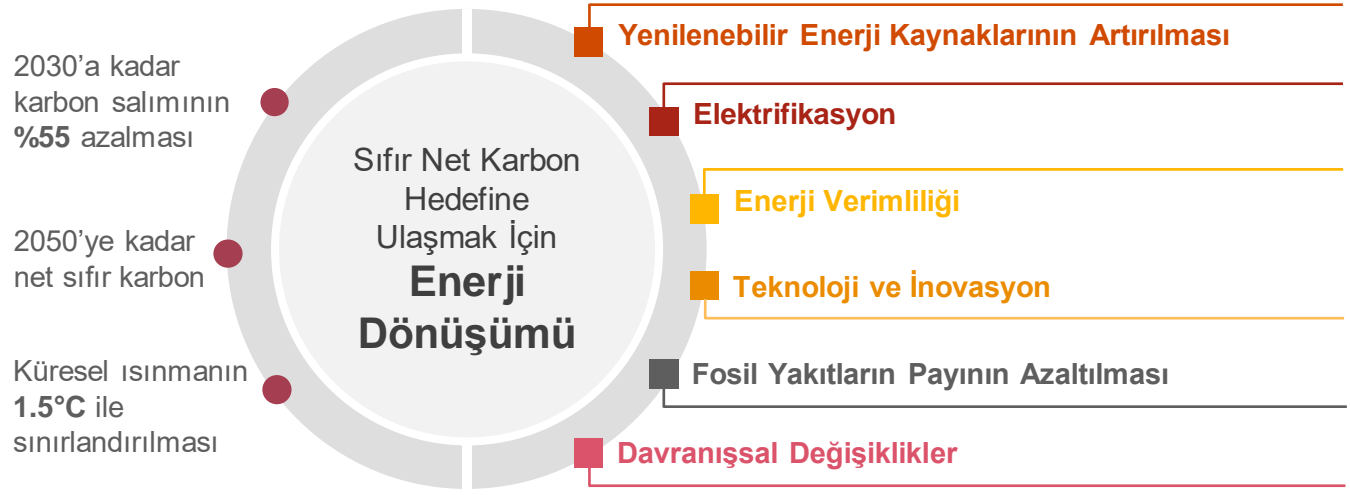 2030’a kadar
karbon salımının
%55 azalması
2050’ye kadar
net sıfır karbon
Küresel ısınmanın
1.5°C ile
sınırlandırılması
Sıfır Net Karbon
Hedefine
Ulaşmak İçin
Enerji
Dönüşümü
Yenilenebilir Enerji Kaynaklarının Artırılması
Elektrifikasyon
Enerji Verimliliği
Teknoloji ve İnovasyon
Fosil Yakıtların Payının Azaltılması
Davranışsal Değişiklikler